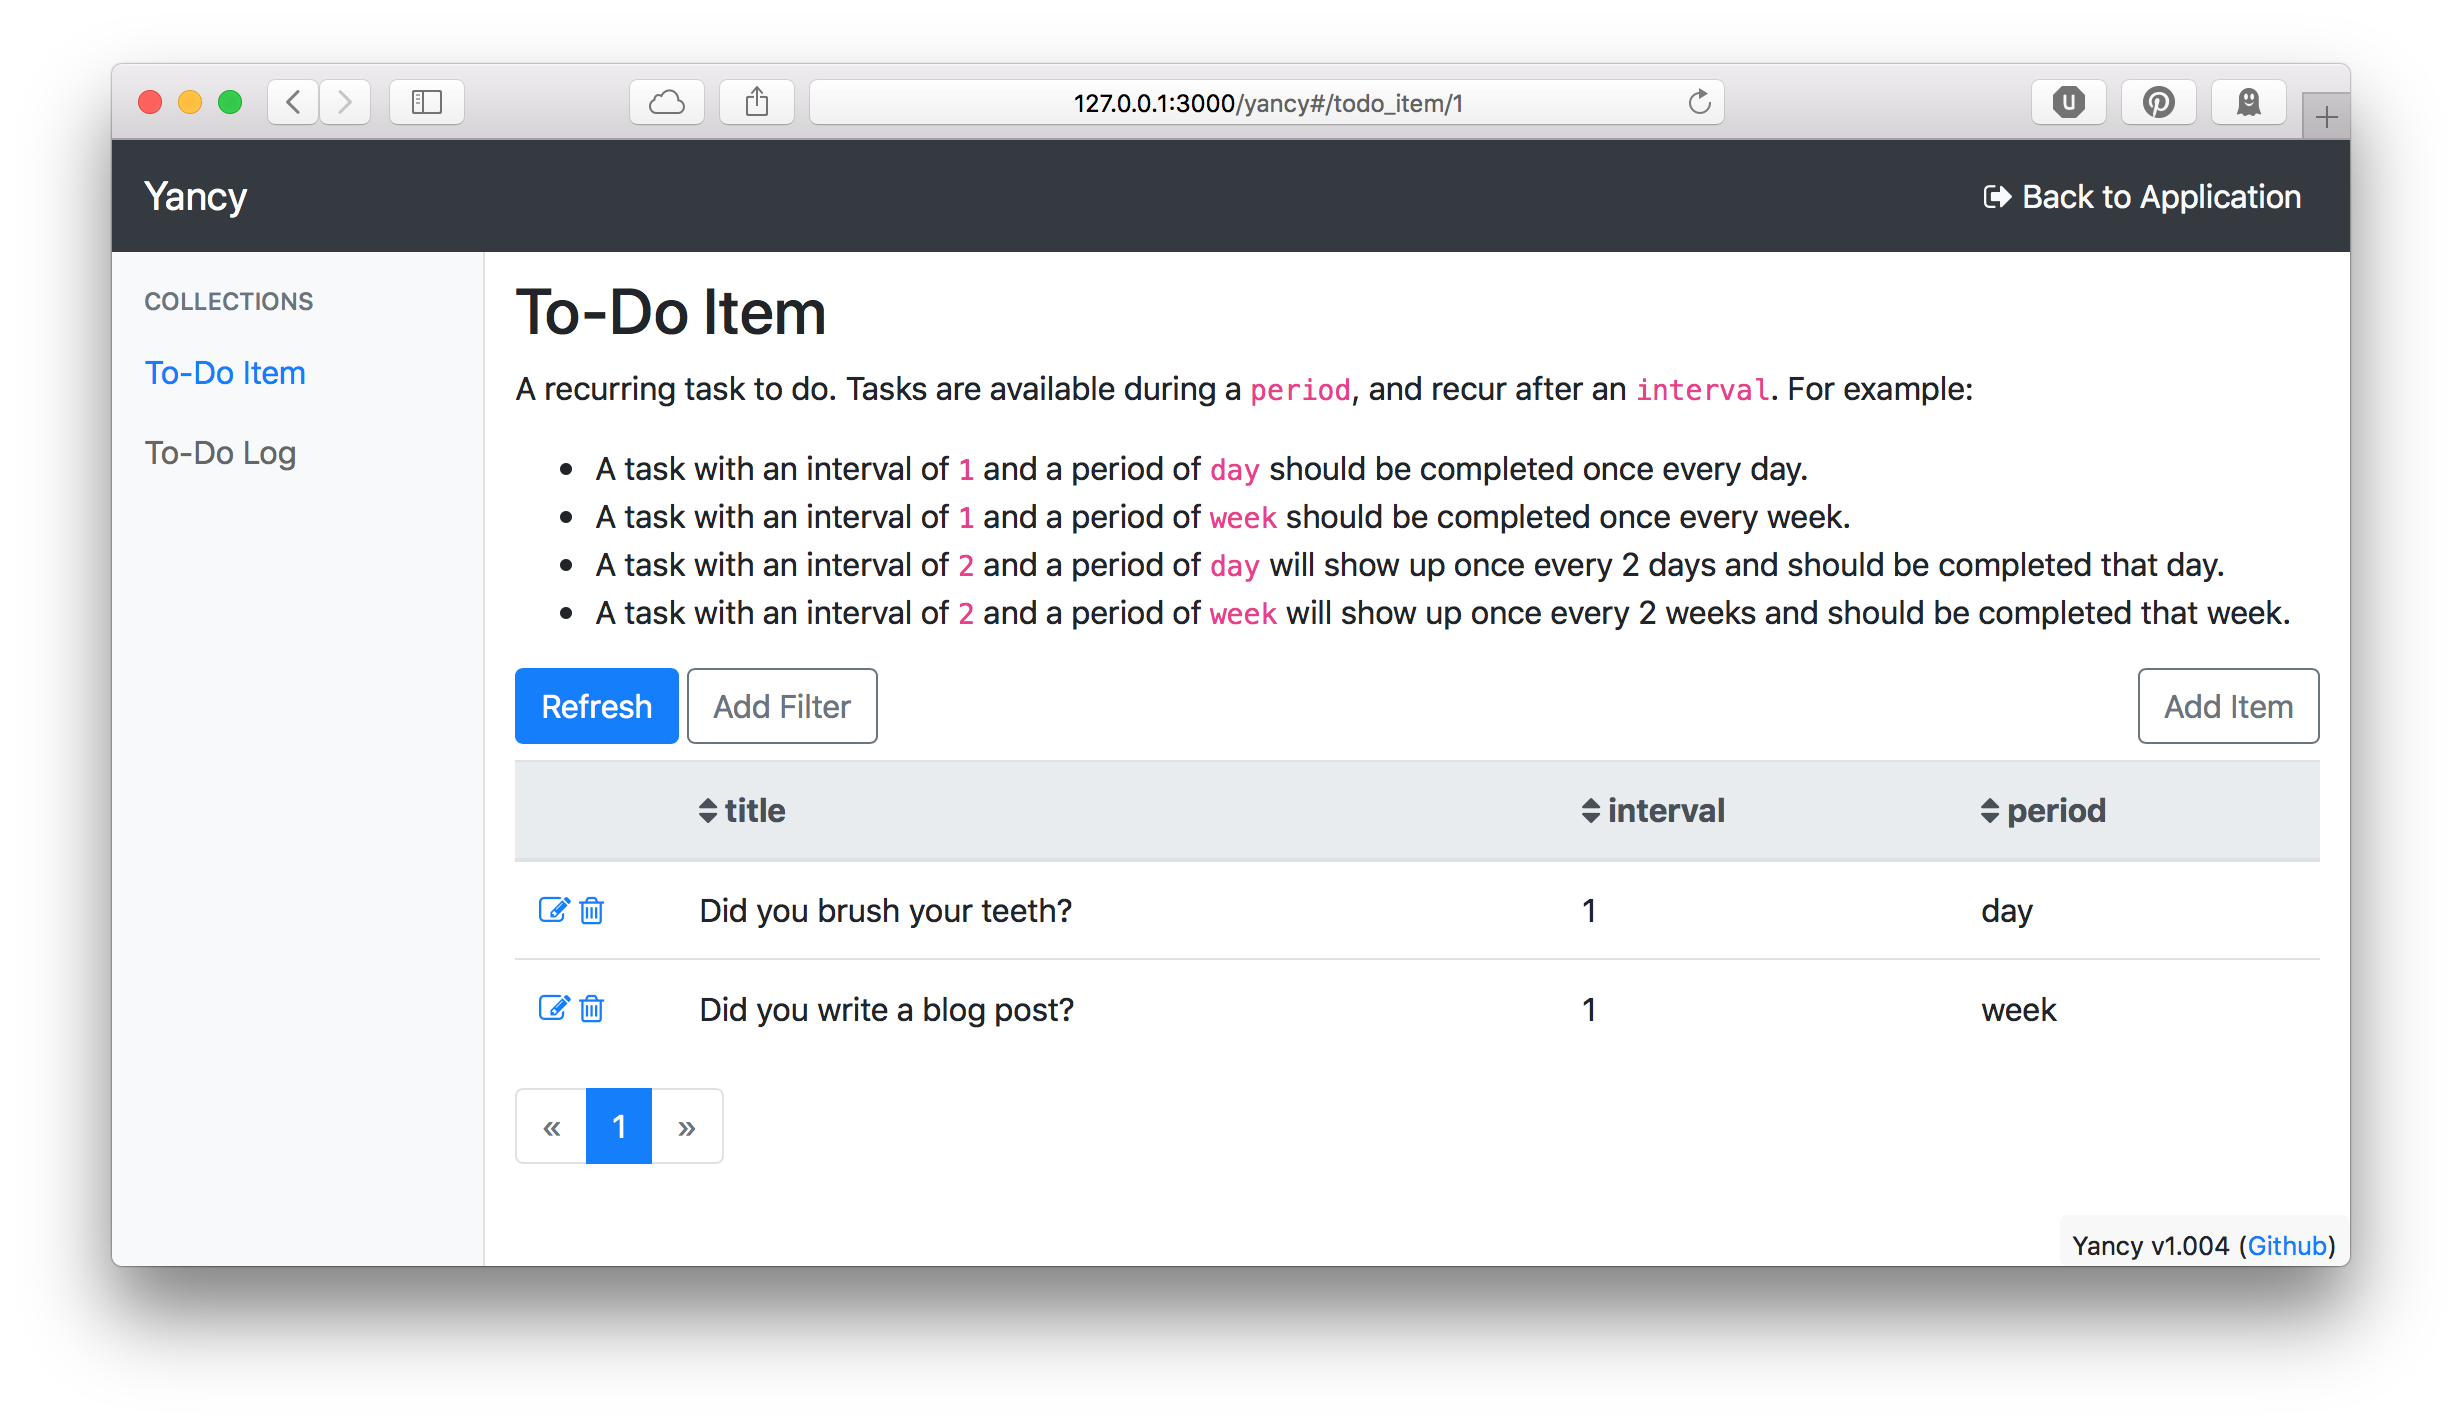 127.0.0.1:3000/yancy#/todo_item/1
Yancy
Back to Application
COLLECTIONS
To-Do Item
To-Do Log
To-Do Item
A recurring task to do. Tasks are available during a period, and recur after an interval. For example:
• A task with an interval of 1 and a period of day should be completed once every day.
• A task with an interval of 1 and a period of week should be completed once every week.
• A task with an interval of 2 and a period of day will show up once every 2 days and should be completed that day.
• A task with an interval of 2 and a period of week will show up once every 2 weeks and should be completed that week.
Refresh Add Filter Add Item
title interval period
Did you brush your teeth? 1 day
Did you write a blog post? 1 week
« 1 »
Yancy v1.004 (Github)